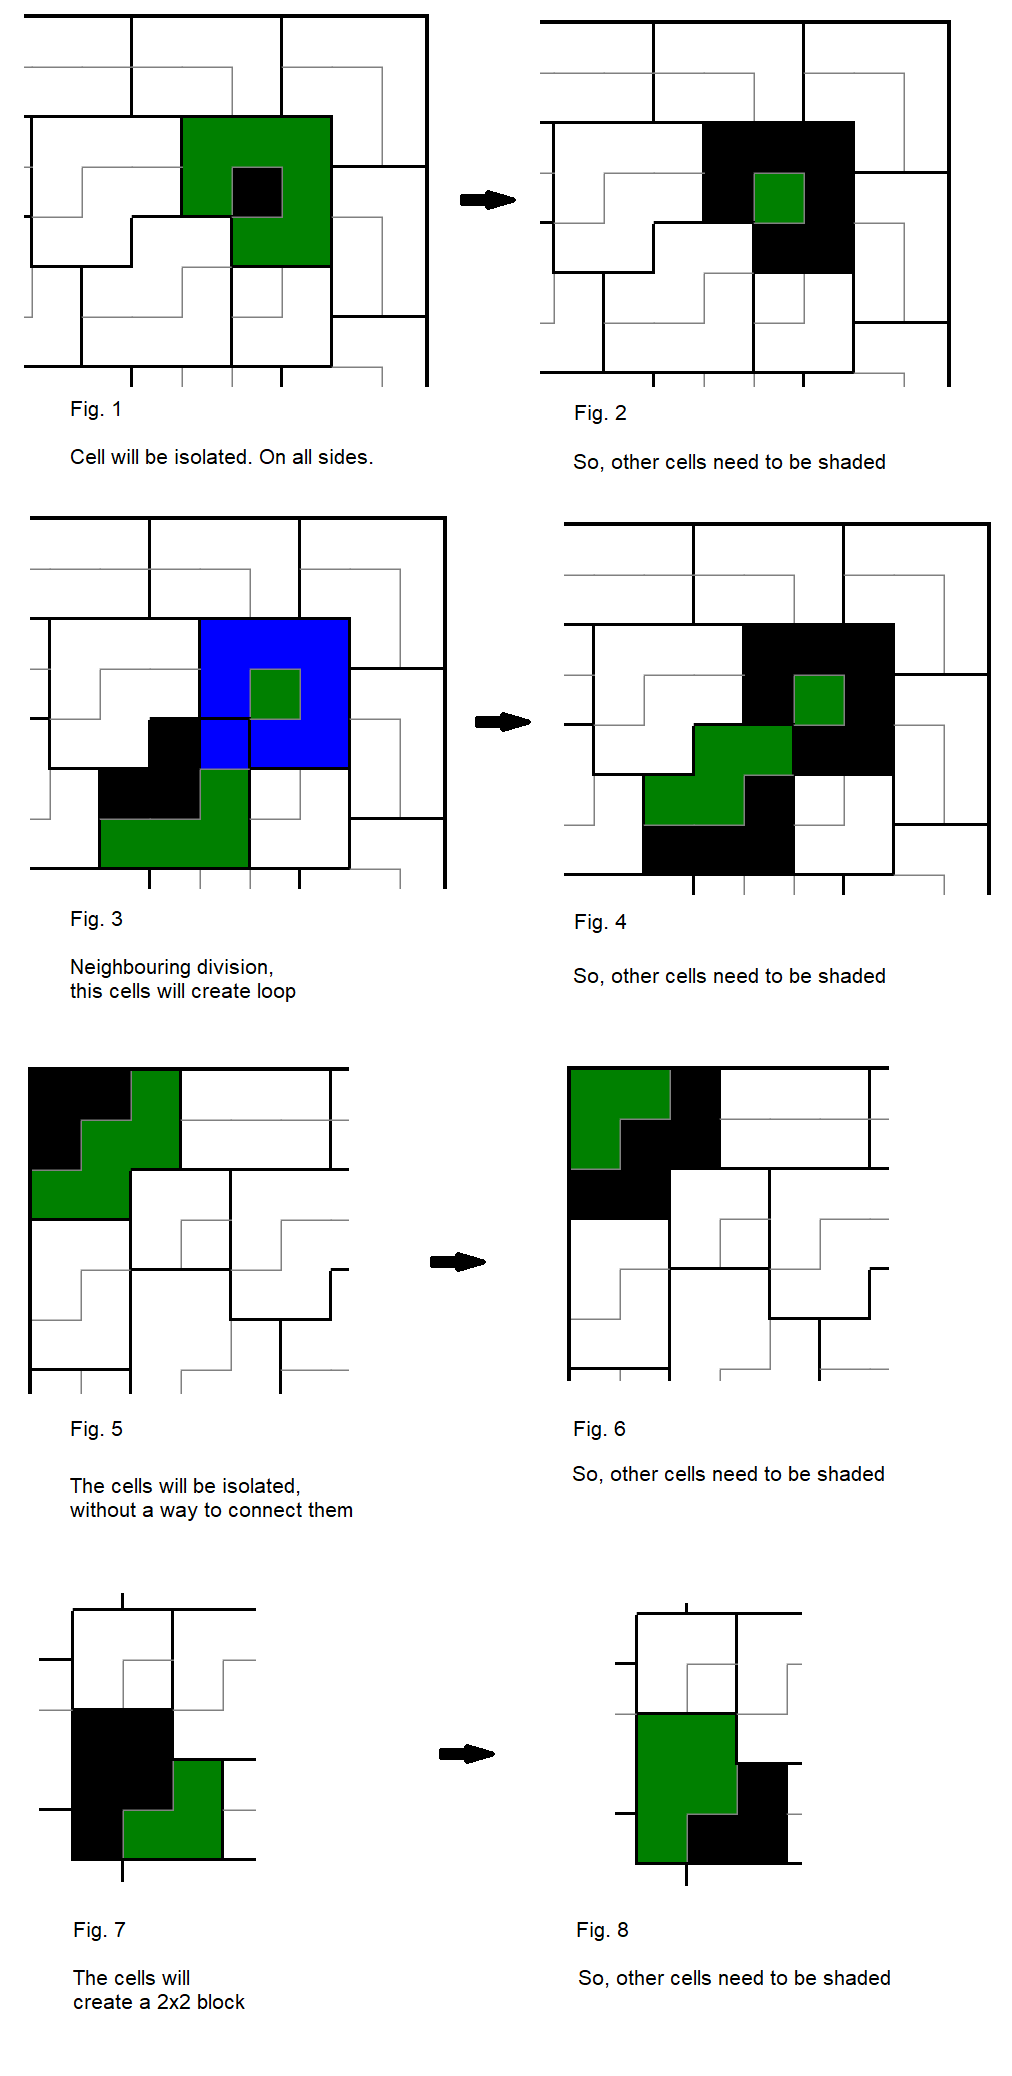 Fig. 1
Fig. 2
Cell will be isolated. On all sides.
So, other cells need to be shaded
Fig. 3
Fig. 4
Neighbouring division,
this cells will create loop
So, other cells need to be shaded
Fig. 5
Fig. 6
The cells will be isolated,
without a way to connect them
So, other cells need to be shaded
Fig. 7
Fig. 8
The cells will
create a 2x2 block
So, other cells need to be shaded